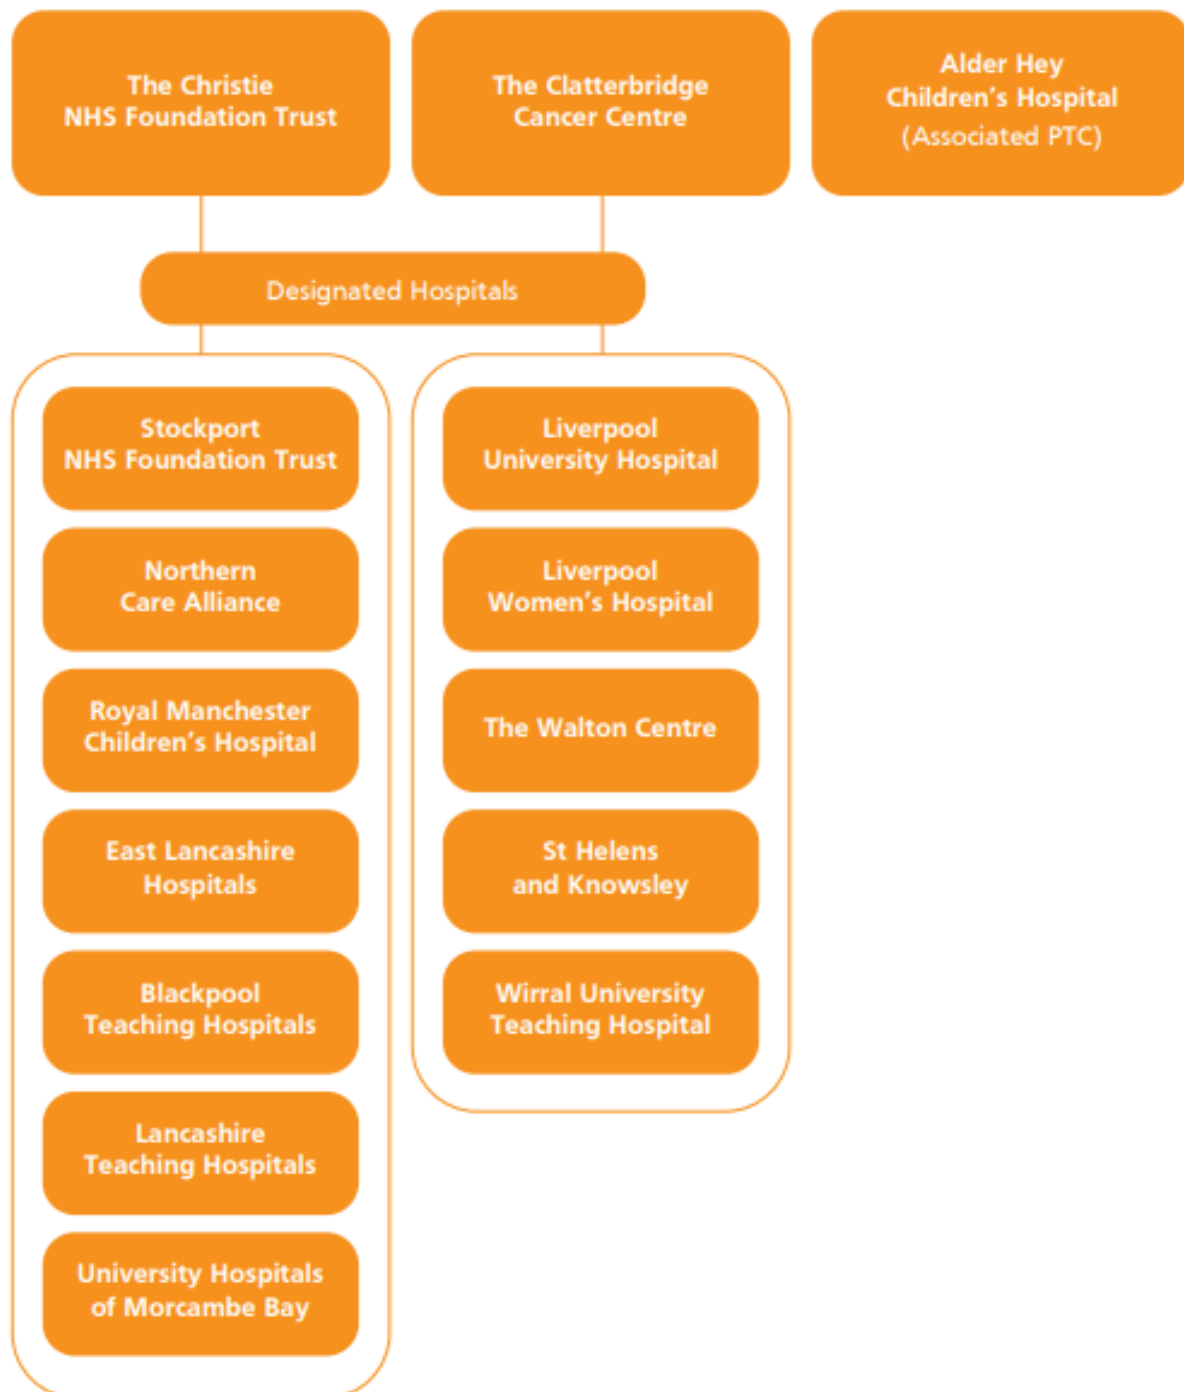 The Christie
NHS Foundation Trust
The Clatterbridge
Cancer Centre
Alder Hey
Children's Hospital
(Associated PTC)
Designated Hospitals
Stockport
NHS Foundation Trust
Northern
Care Alliance
Royal Manchester
Children's Hospital
East Lancashire
Hospitals
Blackpool
Teaching Hospitals
Lancashire
Teaching Hospitals
University Hospitals
of Morcambe Bay
Liverpool
University Hospital
Liverpool
Women's Hospital
The Walton Centre
St Helens
and Knowsley
Wirral University
Teaching Hospital